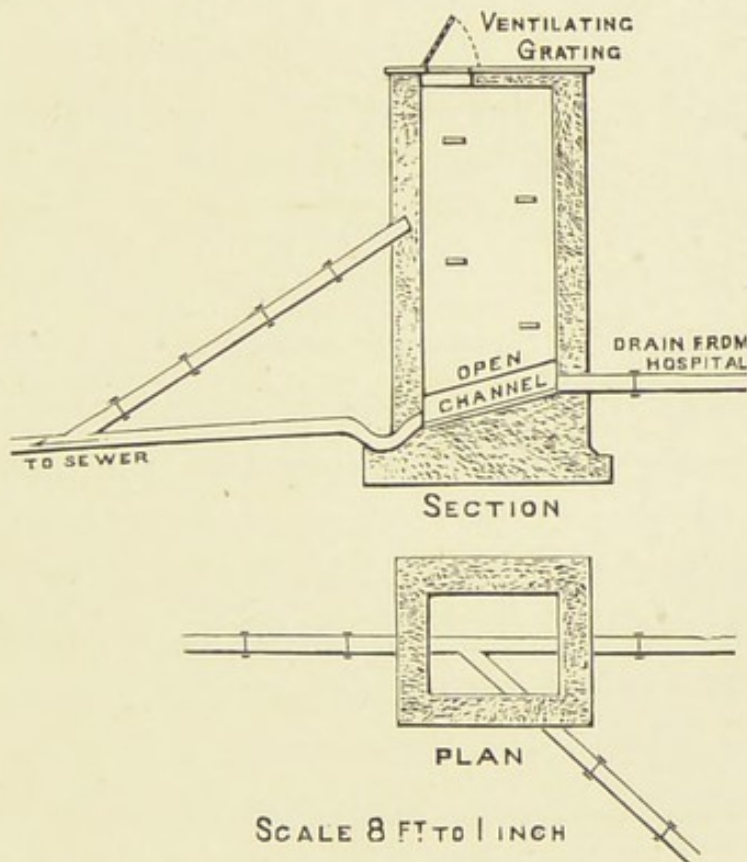 VENTILATING
GRATING
OPEN
CHANNEL
DRAIN FROM
HOSPITAL
TO SEWER
SECTION
PLAN
SCALE 8 FT TO 1 INCH